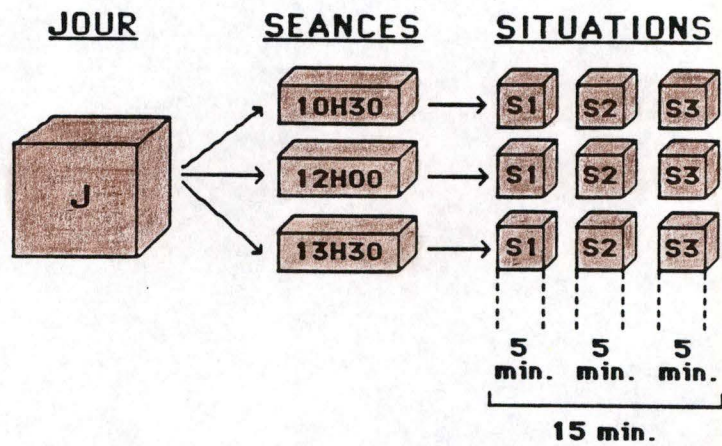 JOUR SEANCES SITUATIONS
10H30 S1 S2 S3
J 12H00 S1 S2 S3
13H30 S1 S2 S3
5 5 5
min. min. min.
15 min.